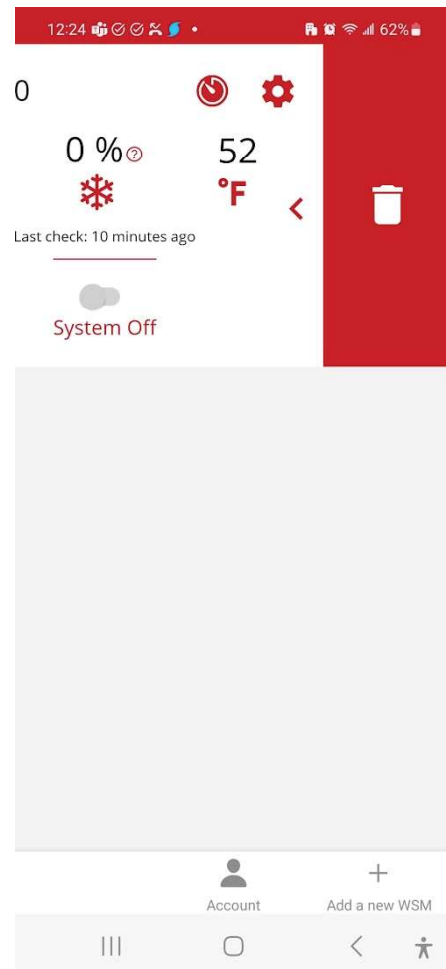 12:24 62%
0
0 % 52
°F
Last check: 10 minutes ago
System Off
Account Add a new WSM